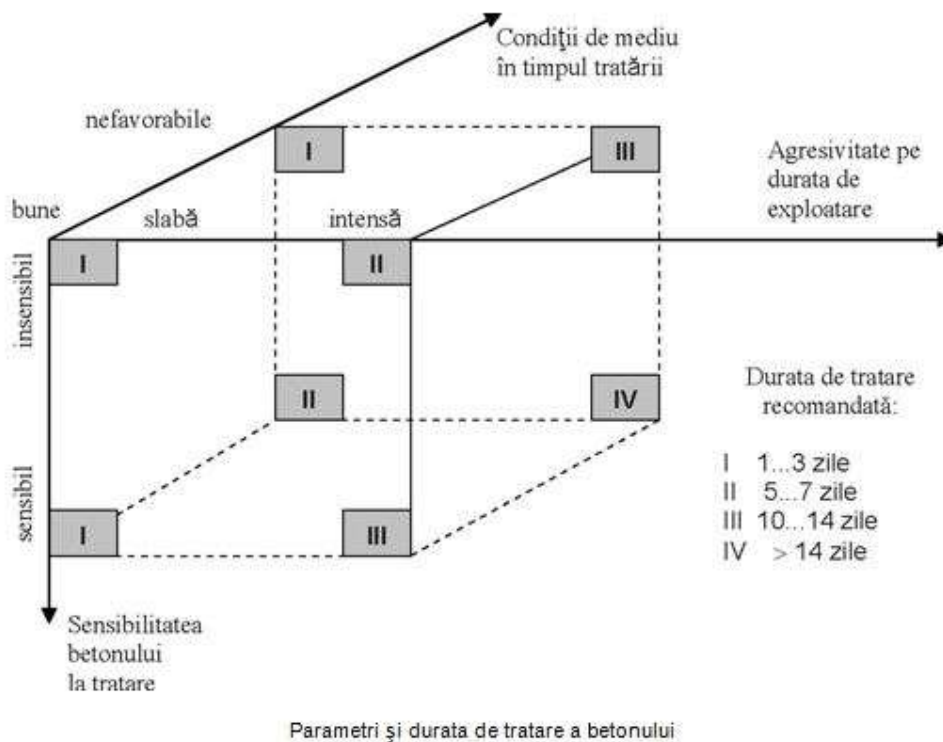 Condiţii de mediu
în timpul tratării
nefavorabile
I
III
Agresivitate pe
durata de
exploatare
bune
slabă
intensă
I
II
insensibil
II
IV
Durata de tratare
recomandată:
I 1...3 zile
II 5...7 zile
III 10...14 zile
IV > 14 zile
sensibil
I
III
Sensibilitatea
betonului
la tratare
Parametri şi durata de tratare a betonului